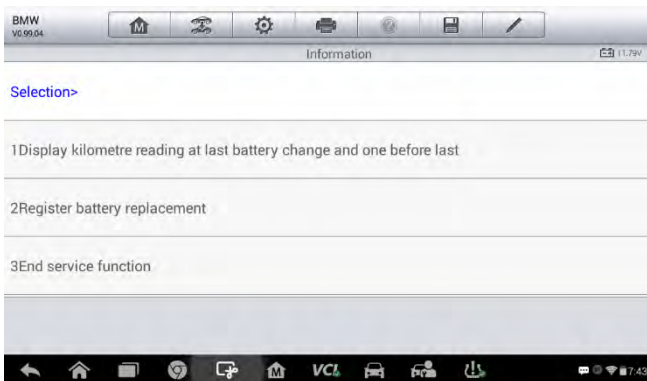 BMW
V0.99.04
M
Information
11.79V
Selection>
1Display kilometre reading at last battery change and one before last
2Register battery replacement
3End service function
M
VCI
7:43